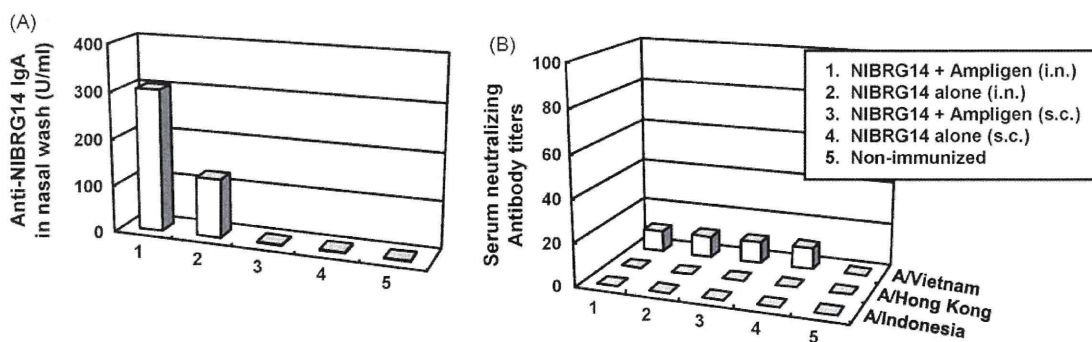 (A)
Anti-NIBRG14 IgA
in nasal wash (U/ml)
400
300
200
100
0
1
2
3
4
5
(B)
Serum neutralizing
Antibody titers
100
80
60
40
20
0
1
2
3
4
5
A/Vietnam
A/Hong Kong
A/Indonesia
1. NIBRG14 + Ampligen (i.n.)
2. NIBRG14 alone (i.n.)
3. NIBRG14 + Ampligen (s.c.)
4. NIBRG14 alone (s.c.)
5. Non-immunized